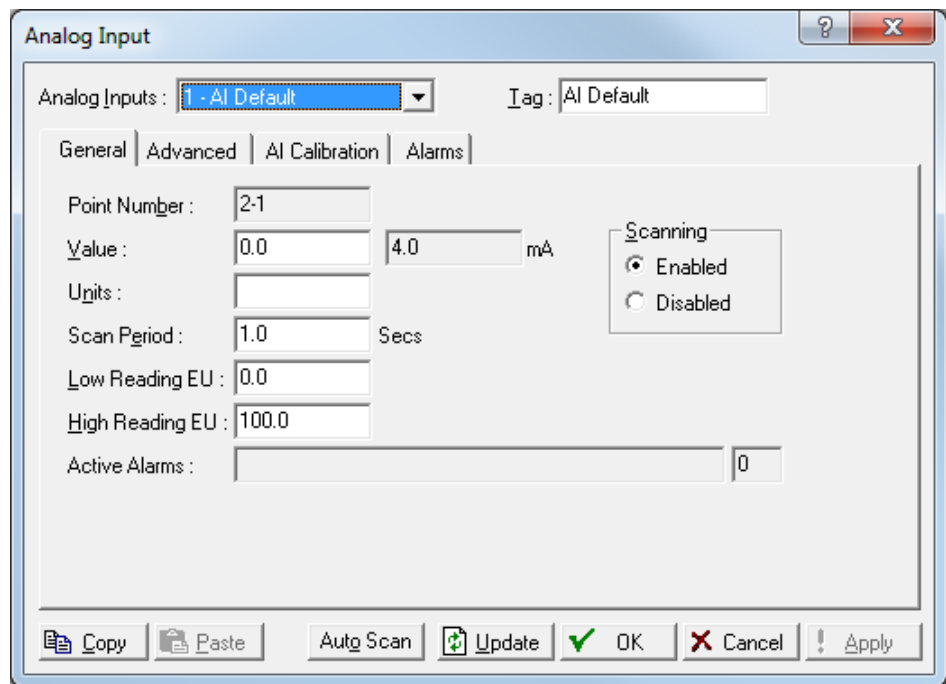 Analog Input
Analog Inputs : 1 - AI Default Tag : AI Default
General Advanced AI Calibration Alarms
Point Number : 2-1
Value : 0.0 4.0 mA
Scanning
Enabled
Units :
Disabled
Scan Period : 1.0 Secs
Low Reading EU : 0.0
High Reading EU : 100.0
Active Alarms : 0
Copy Paste Auto Scan Update OK Cancel Apply